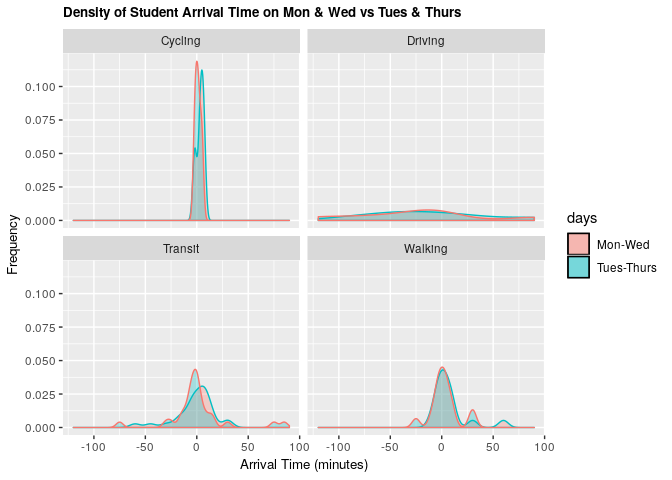 Density of Student Arrival Time on Mon & Wed vs Tues & Thurs
Cycling
Driving
0.100
0.075
0.050
0.025
0.000
Frequency
Transit
Walking
0.100
0.075
0.050
0.025
0.000
-100 -50 0 50 100
-100 -50 0 50 100
Arrival Time (minutes)
days
Mon-Wed
Tues-Thurs